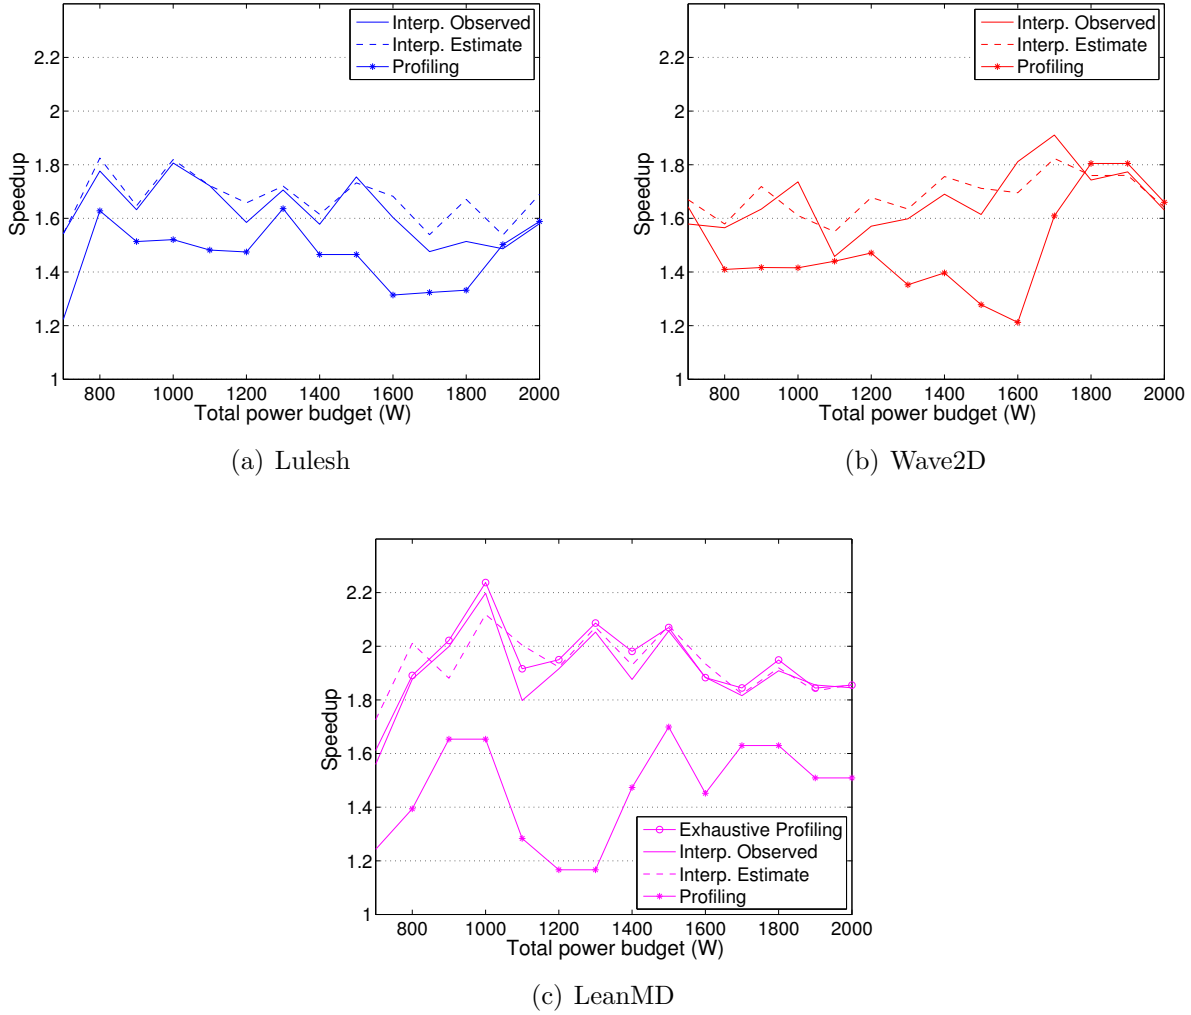 Interp. Observed
Interp. Estimate
Profiling
2.2
2
1.8
1.6
1.4
1.2
1
Speedup
800 1000 1200 1400 1600 1800 2000
Total power budget (W)
(a) Lulesh
Interp. Observed
Interp. Estimate
Profiling
2.2
2
1.8
1.6
1.4
1.2
1
Speedup
800 1000 1200 1400 1600 1800 2000
Total power budget (W)
(b) Wave2D
2.2
2
1.8
1.6
1.4
1.2
1
Speedup
Exhaustive Profiling
Interp. Observed
Interp. Estimate
Profiling
800 1000 1200 1400 1600 1800 2000
Total power budget (W)
(c) LeanMD